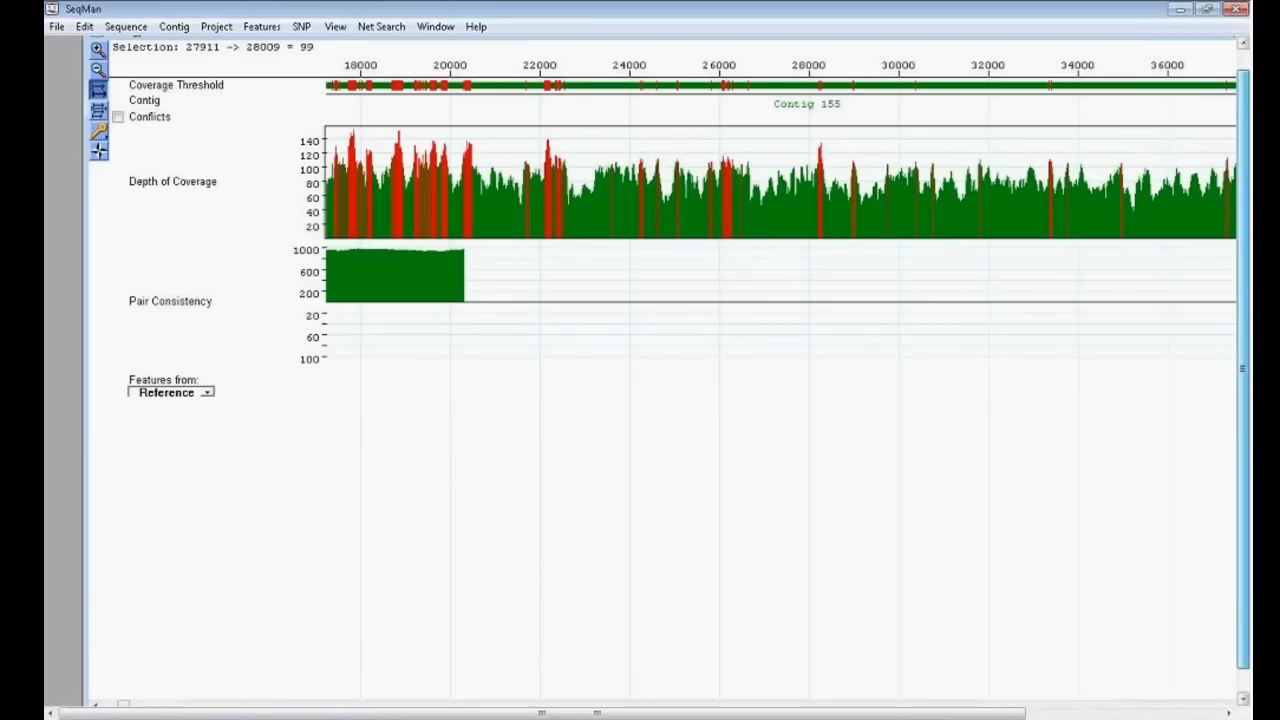 SeqMan
File Edit Sequence Contig Project Features SNP View Net Search Window Help
Selection: 27911 -> 28009 = 99
18000 20000 22000 24000 26000 28000 30000 32000 34000 36000
Coverage Threshold
Contig
Contig 155
Conflicts
140
120
100
Depth of Coverage
80
60
40
20
1000
600
200
Pair Consistency
20
60
100
Features from:
Reference